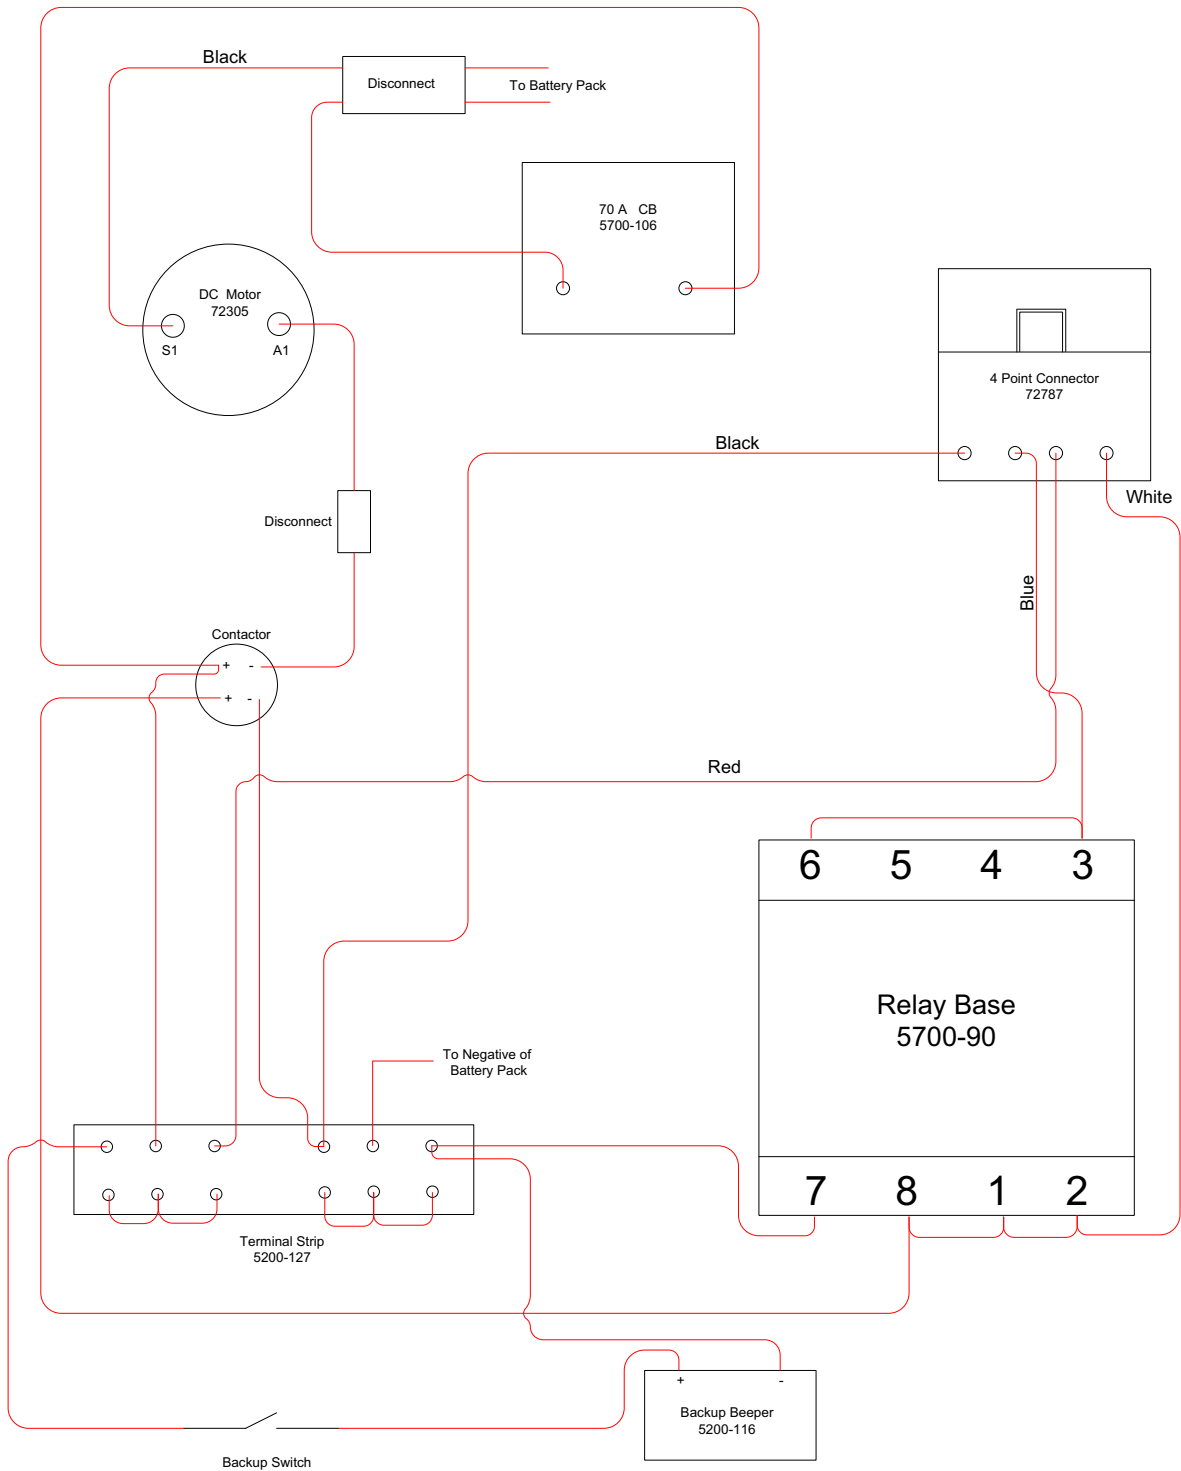 Black
Disconnect
To Battery Pack
70 A   CB
5700-106
DC  Motor
72305
S1
A1
4 Point Connector
72787
Black
White
Disconnect
Blue
Contactor
+ -
+ -
Red
6 5 4 3
Relay Base
5700-90
To Negative of
Battery Pack
7 8 1 2
Terminal Strip
5200-127
+ -
Backup Beeper
5200-116
Backup Switch